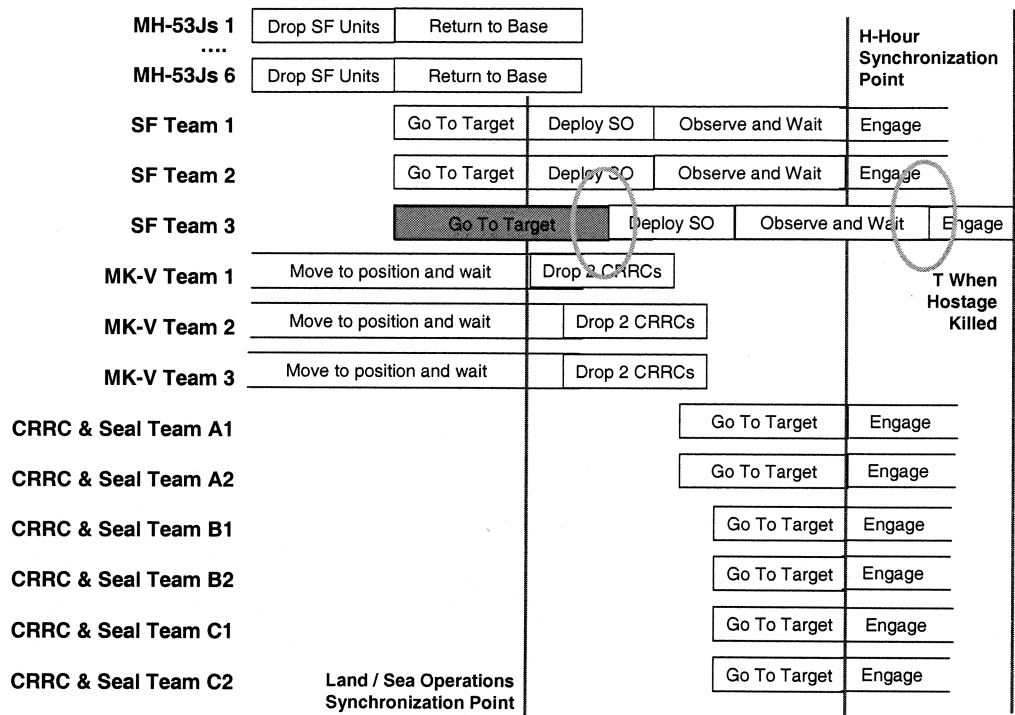 MH-53Js 1 Drop SF Units Return to Base
....
MH-53Js 6 Drop SF Units Return to Base
H-Hour
Synchronization
Point
SF Team 1 Go To Target Deploy SO Observe and Wait Engage
SF Team 2 Go To Target Deploy SO Observe and Wait Engage
SF Team 3 Go To Target Deploy SO Observe and Wait Engage
MK-V Team 1 Move to position and wait Drop 2 CRRCs
T When
Hostage
Killed
MK-V Team 2 Move to position and wait Drop 2 CRRCs
MK-V Team 3 Move to position and wait Drop 2 CRRCs
CRRC & Seal Team A1 Go To Target Engage
CRRC & Seal Team A2 Go To Target Engage
CRRC & Seal Team B1 Go To Target Engage
CRRC & Seal Team B2 Go To Target Engage
CRRC & Seal Team C1 Go To Target Engage
CRRC & Seal Team C2 Go To Target Engage
Land / Sea Operations
Synchronization Point